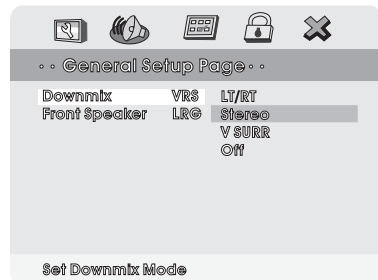 · · General Setup Page · ·
Downmix VRS LT/RT
Front Speaker LRG Stereo
V SURR
Off
Set Downmix Mode